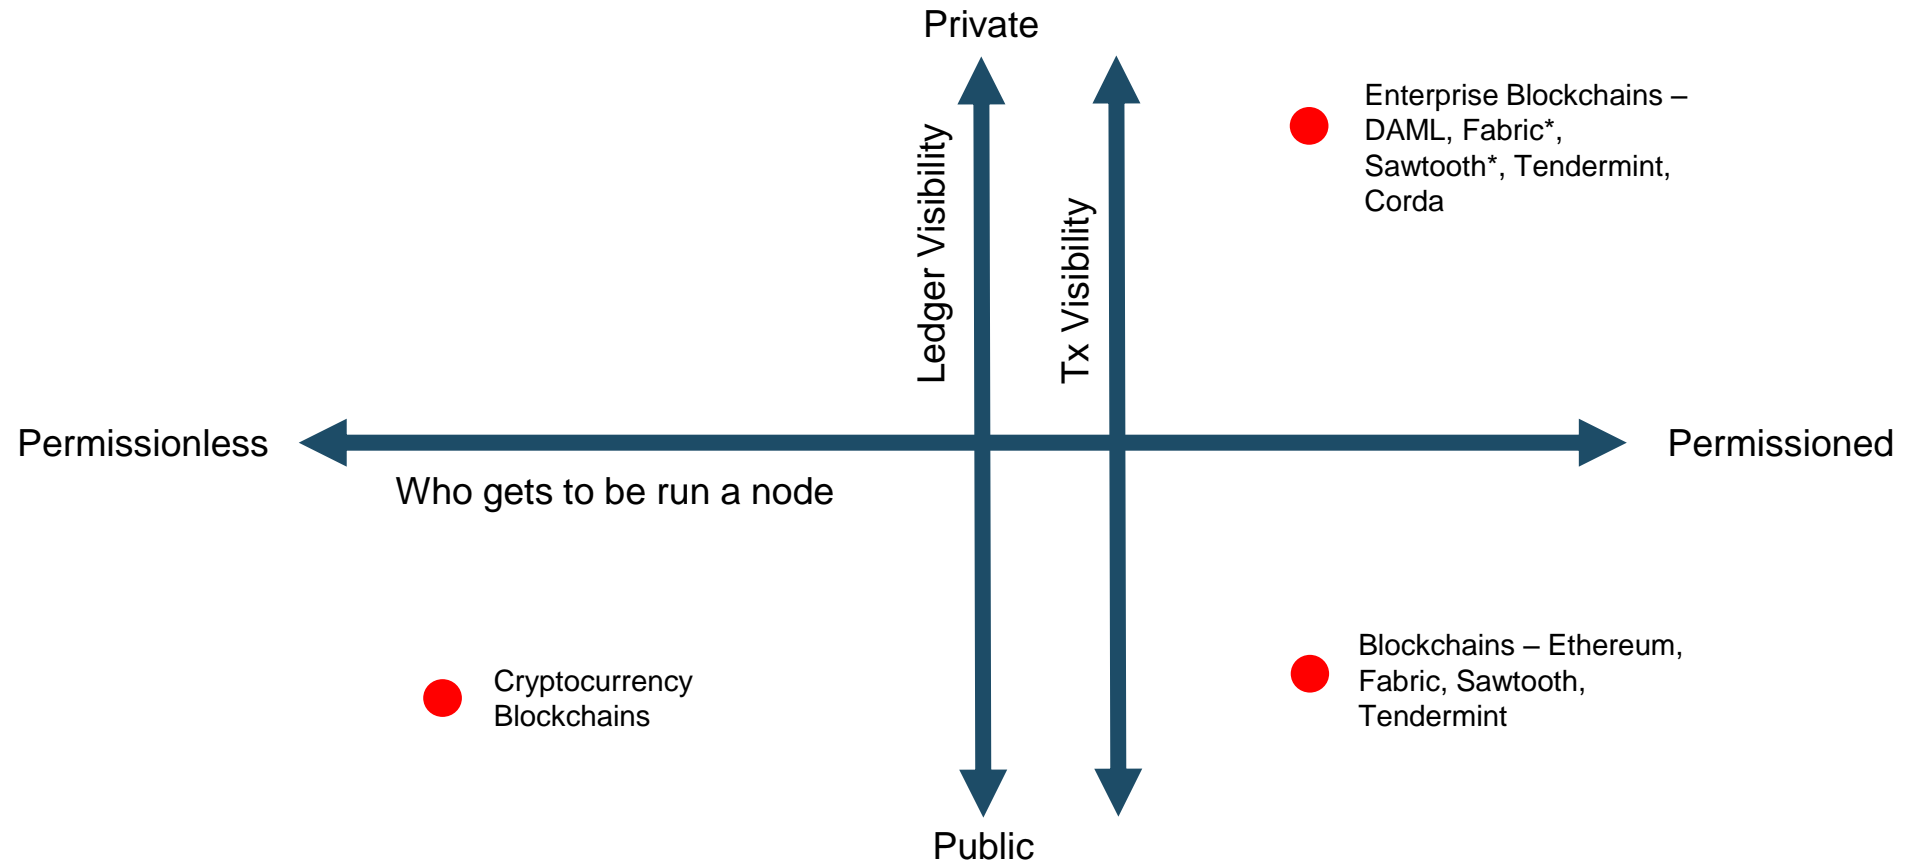 Private
Enterprise Blockchains –
DAML, Fabric*,
Sawtooth*, Tendermint,
Corda
Ledger Visibility
Tx Visibility
Permissionless
Permissioned
Who gets to be run a node
Cryptocurrency
Blockchains
Blockchains – Ethereum,
Fabric, Sawtooth,
Tendermint
Public